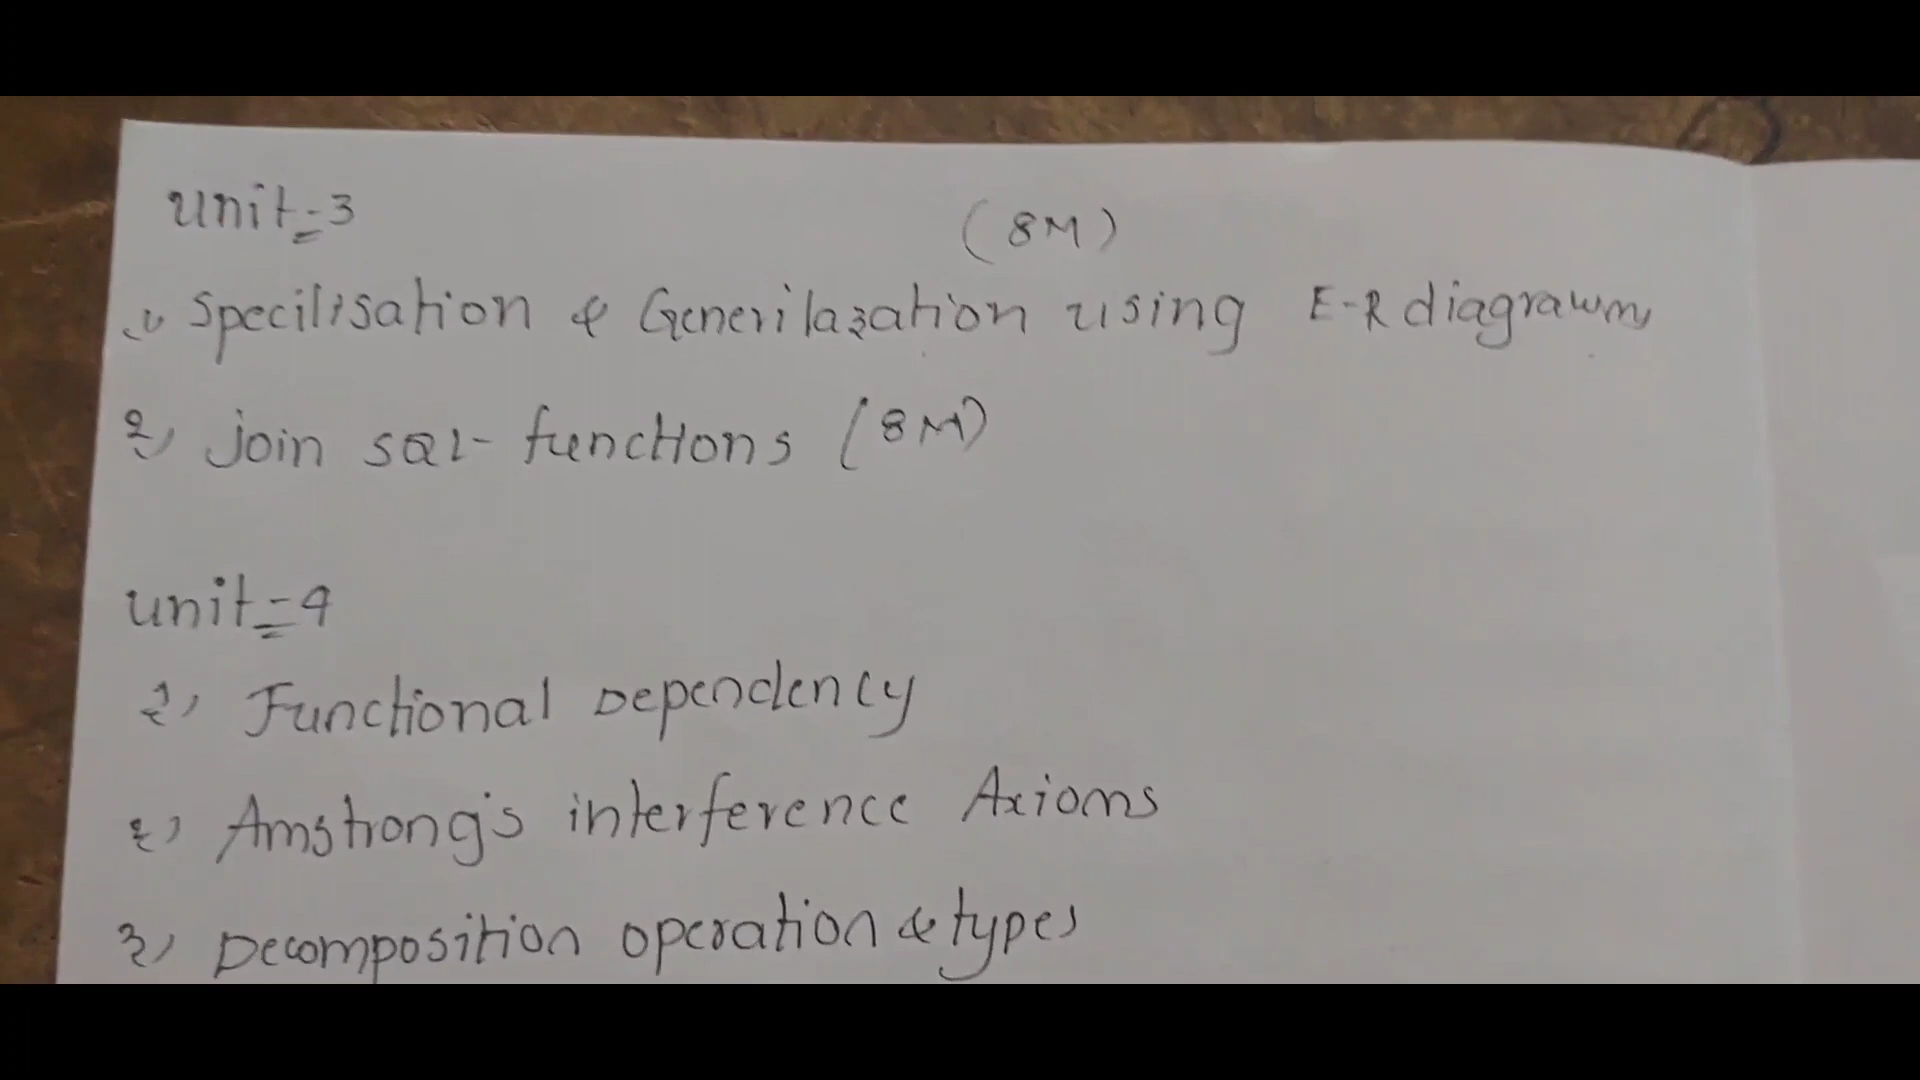 unit-3
(8M)
1) Specilisation & Generilazation using E-R diagrawm
2) join SQL- functions (8M)
unit-4
1) Functional Dependency
2) Amstrong's interference Axioms
3) Decomposition operation & types